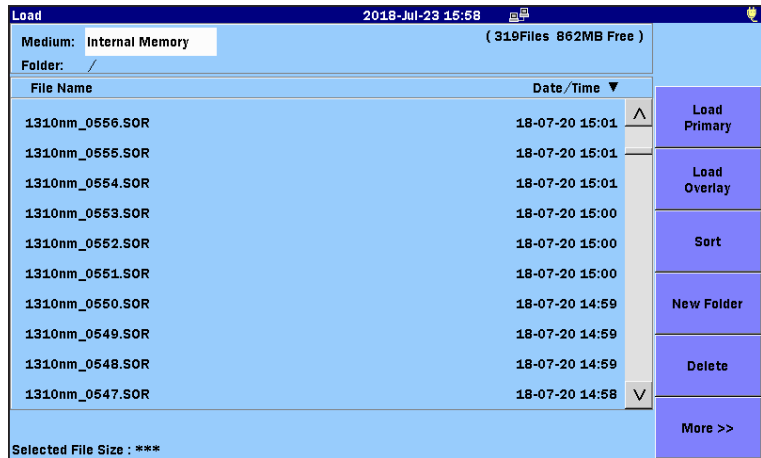 Load 2018-Jul-23 15:58
Medium: Internal Memory (319Files 862MB Free)
Folder: /
File Name Date/Time ▼
1310nm_0556.SOR 18-07-20 15:01
1310nm_0555.SOR 18-07-20 15:01
1310nm_0554.SOR 18-07-20 15:01
1310nm_0553.SOR 18-07-20 15:00
1310nm_0552.SOR 18-07-20 15:00
1310nm_0551.SOR 18-07-20 15:00
1310nm_0550.SOR 18-07-20 14:59
1310nm_0549.SOR 18-07-20 14:59
1310nm_0548.SOR 18-07-20 14:59
1310nm_0547.SOR 18-07-20 14:58
Selected File Size : ***
Load
Primary
Load
Overlay
Sort
New Folder
Delete
More >>